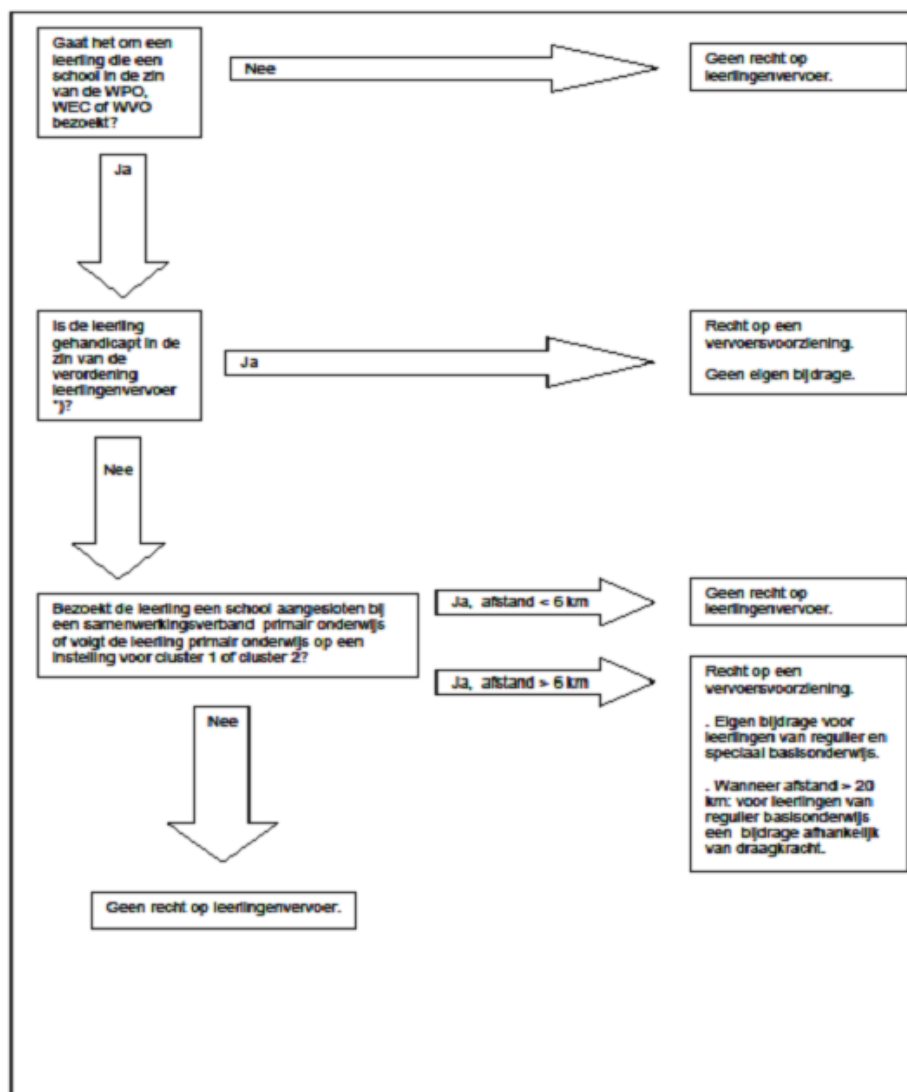 Gaat het om een
leerling die een
school in de zin
van de WPO,
WEC of WVO
bezoekt?
Nee
Geen recht op
leerlingenvervoer.
Ja
Is de leerling
gehandicapt in de
zin van de
verordening
leerlingenvervoer
*)?
Ja
Recht op een
vervoersvoorziening.
Geen eigen bijdrage.
Nee
Bezoekt de leerling een school aangesloten bij
een samenwerkingsverband primair onderwijs
of volgt de leerling primair onderwijs op een
instelling voor cluster 1 of cluster 2?
Ja, afstand < 6 km
Geen recht op
leerlingenvervoer.
Ja, afstand > 6 km
Recht op een
vervoersvoorziening.
. Eigen bijdrage voor
leerlingen van regulier en
speciaal basisonderwijs.
. Wanneer afstand > 20
km: voor leerlingen van
regulier basisonderwijs
een bijdrage afhankelijk
van draagkracht.
Nee
Geen recht op leerlingenvervoer.